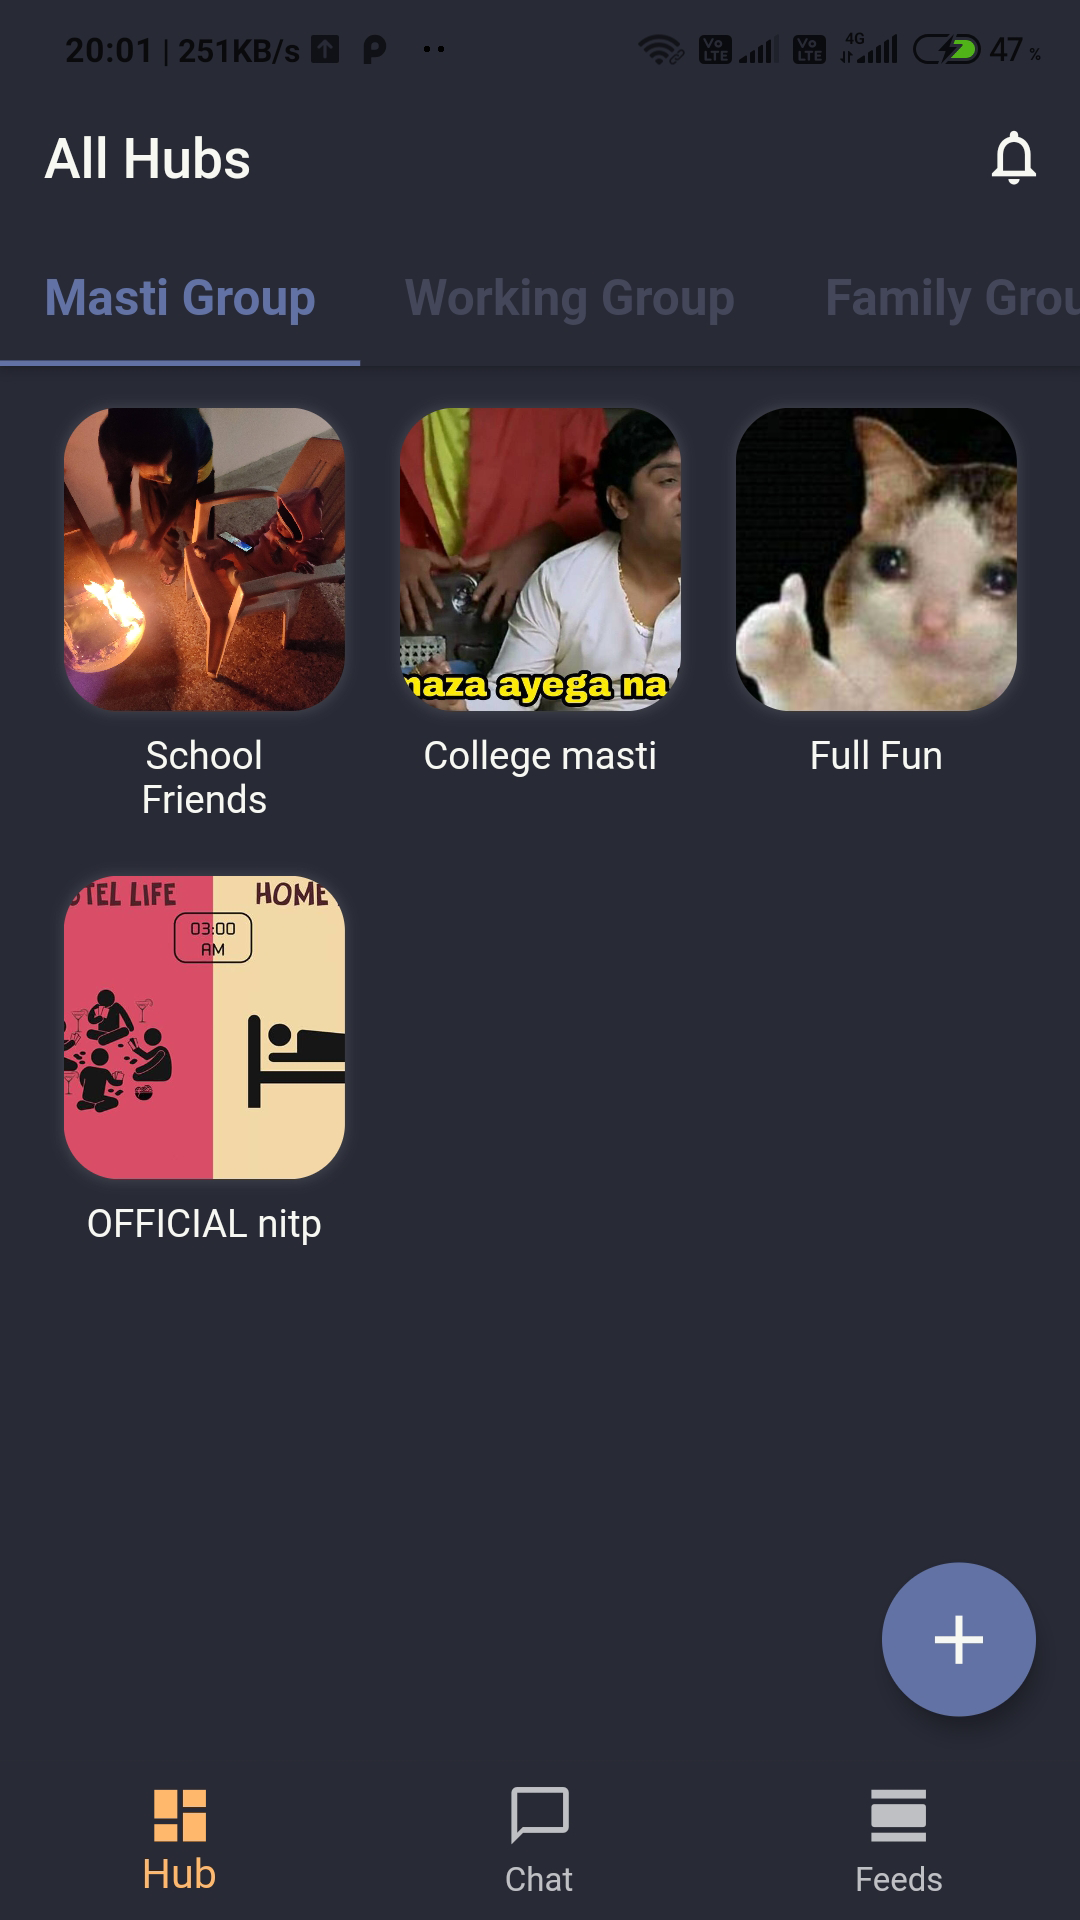 20:01 | 251KB/s
Vo LTE
Vo LTE
4G
47 %
All Hubs
Masti Group
Working Group
Family Grou
naza ayega na
School
Friends
College masti
Full Fun
STEL LIFE
HOME
03:00
AM
OFFICIAL nitp
Hub
Chat
Feeds